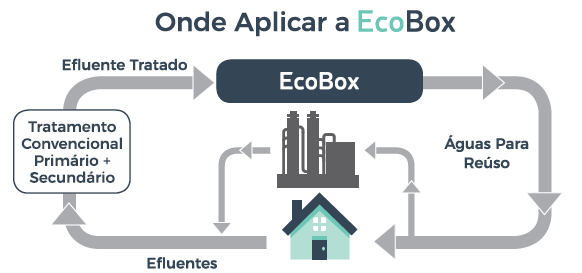 Onde Aplicar a EcoBox
Efluente Tratado
EcoBox
Tratamento
Convencional
Primário +
Secundário
Águas Para
Reúso
Efluentes